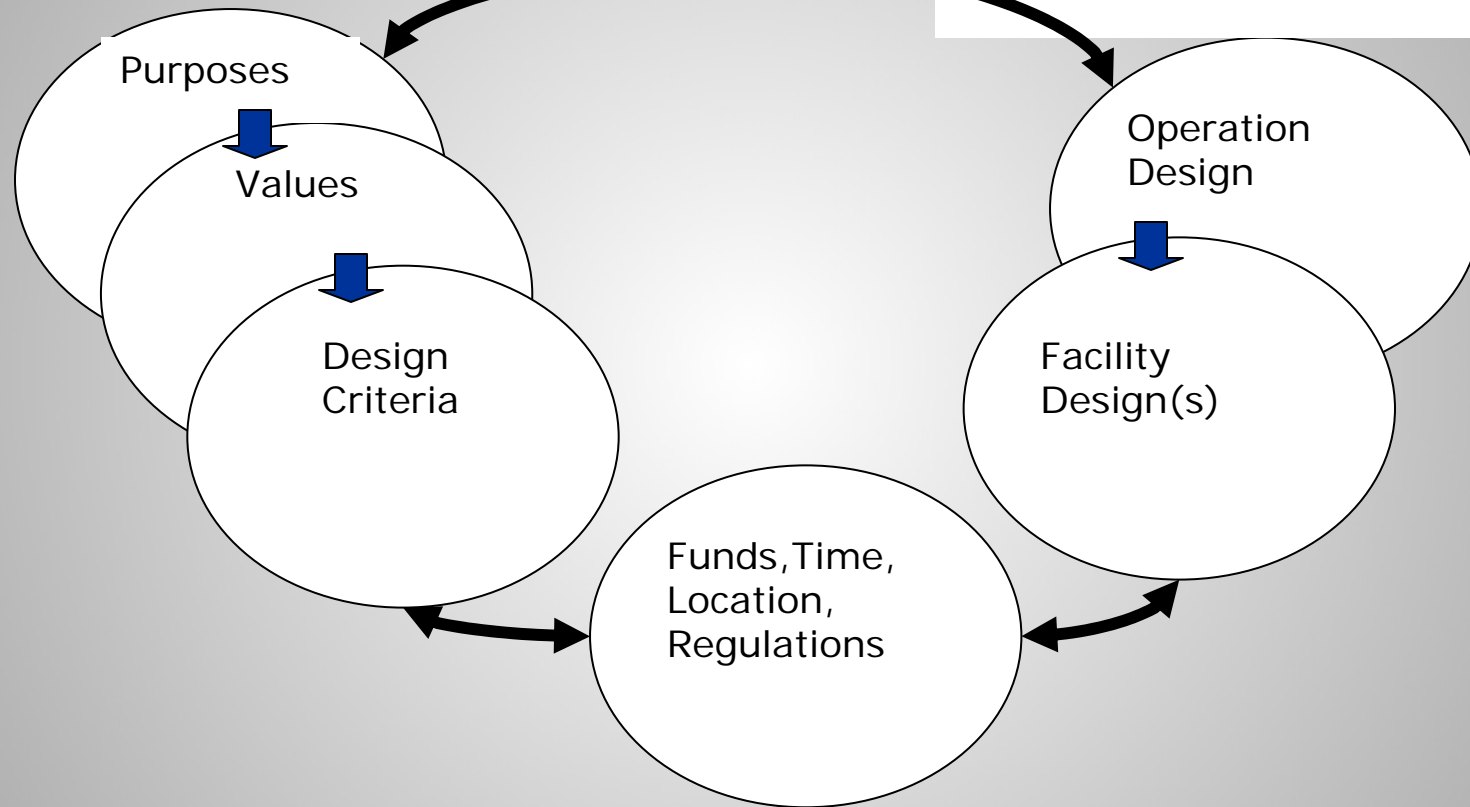 Purposes
Values
Design
Criteria
Operation
Design
Facility
Design(s)
Funds,Time,
Location,
Regulations